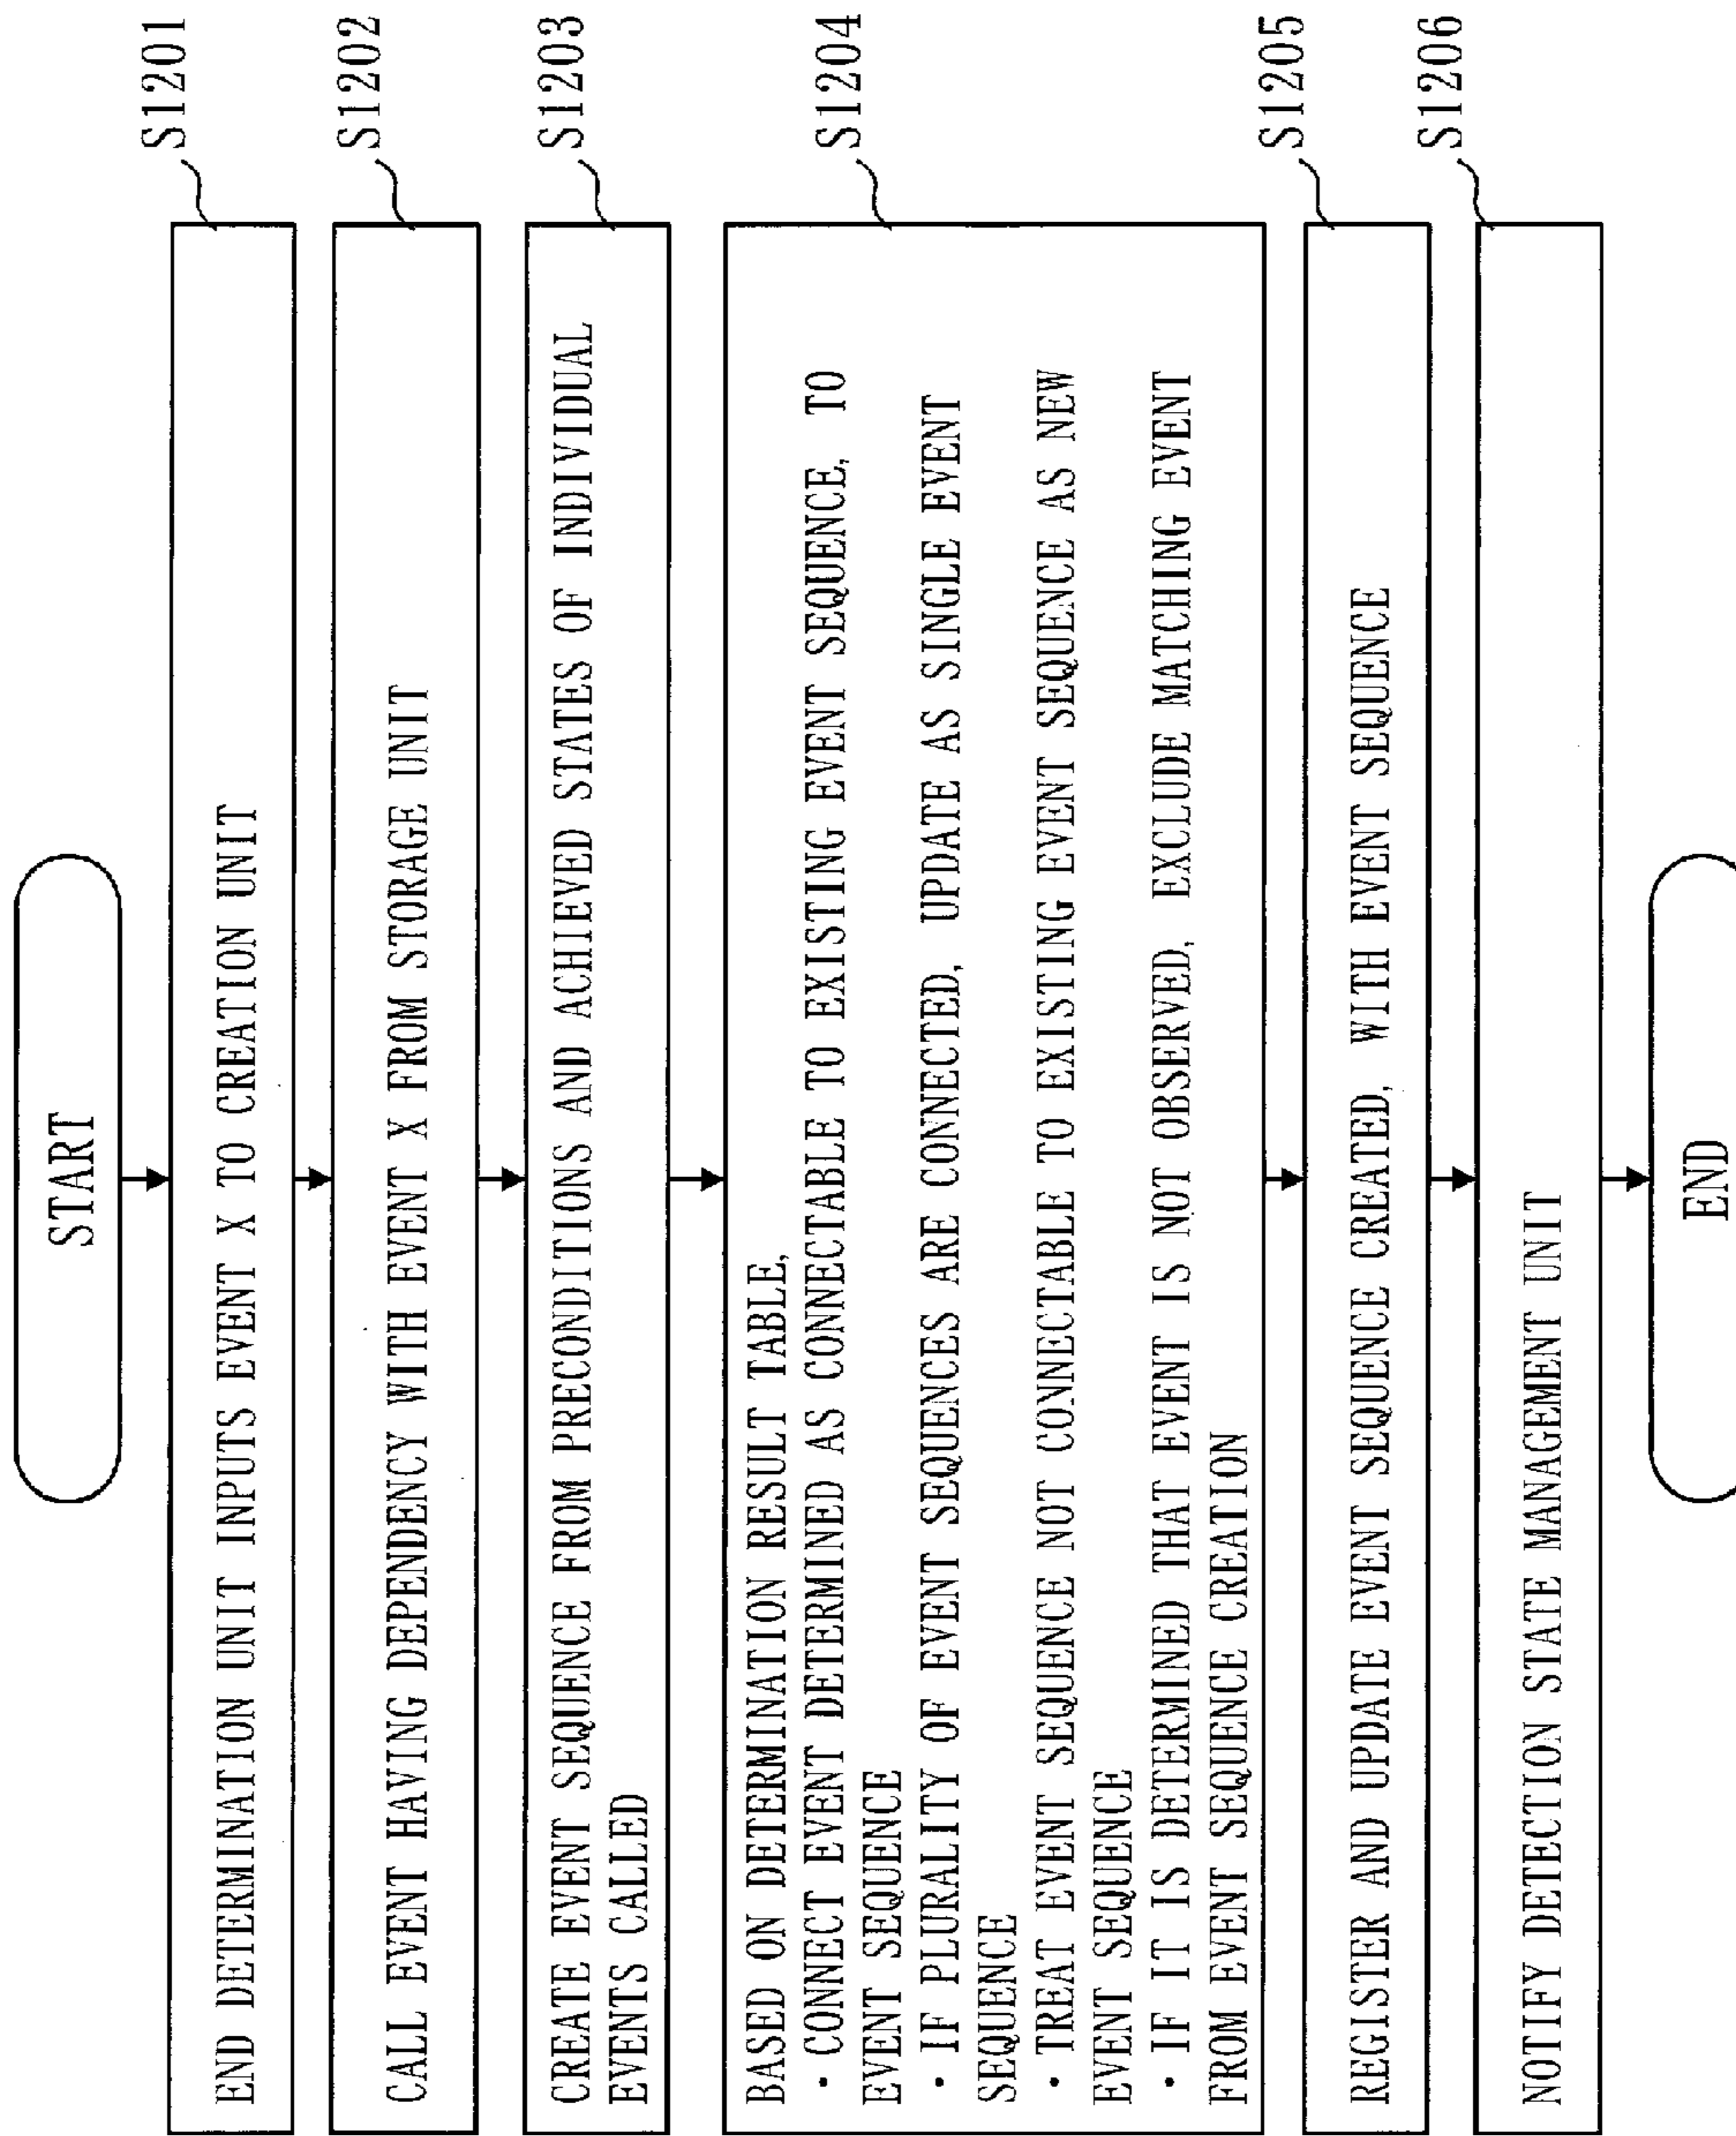 START
S1201
END DETERMINATION UNIT INPUTS EVENT X TO CREATION UNIT
S1202
CALL EVENT HAVING DEPENDENCY WITH EVENT X FROM STORAGE UNIT
S1203
CREATE EVENT SEQUENCE FROM PRECONDITIONS AND ACHIEVED STATES OF INDIVIDUAL
EVENTS CALLED
S1204
BASED ON DETERMINATION RESULT TABLE,
・CONNECT EVENT DETERMINED AS CONNECTABLE TO EXISTING EVENT SEQUENCE, TO
EVENT SEQUENCE
・IF PLURALITY OF EVENT SEQUENCES ARE CONNECTED, UPDATE AS SINGLE EVENT
SEQUENCE
・TREAT EVENT SEQUENCE NOT CONNECTABLE TO EXISTING EVENT SEQUENCE AS NEW
EVENT SEQUENCE
・IF IT IS DETERMINED THAT EVENT IS NOT OBSERVED, EXCLUDE MATCHING EVENT
FROM EVENT SEQUENCE CREATION
S1205
REGISTER AND UPDATE EVENT SEQUENCE CREATED, WITH EVENT SEQUENCE
S1206
NOTIFY DETECTION STATE MANAGEMENT UNIT
END